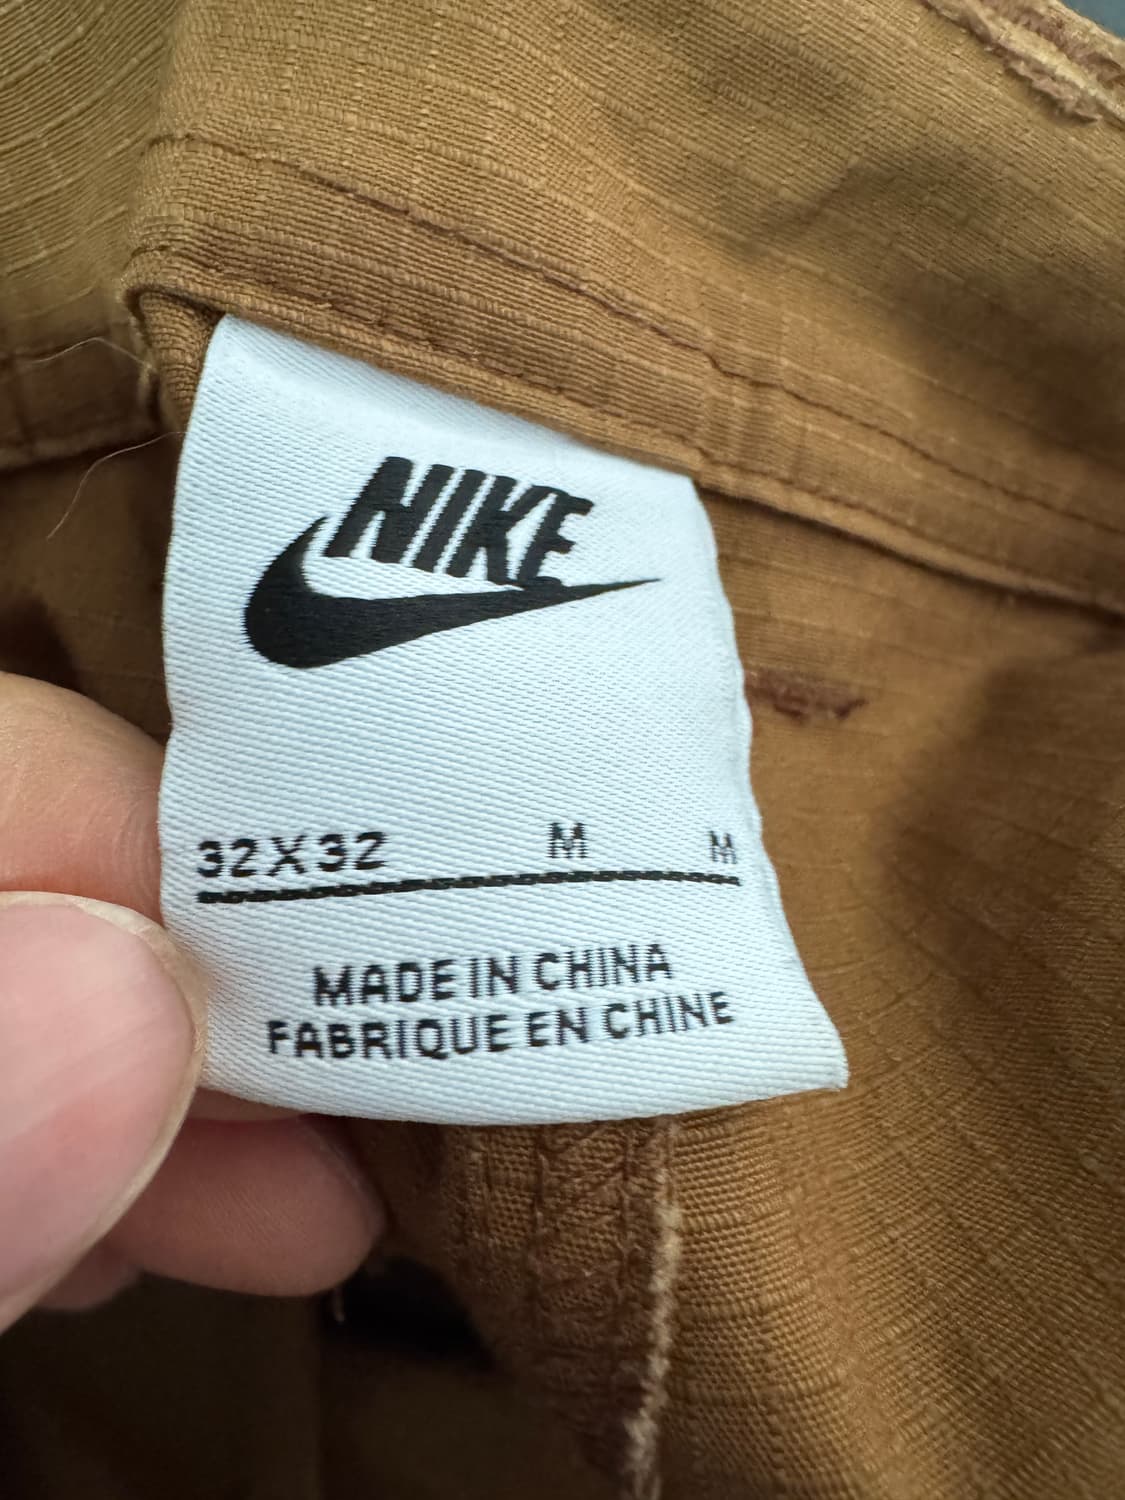 NIKE
32X32 M M
MADE IN CHINA
FABRIQUE EN CHINE